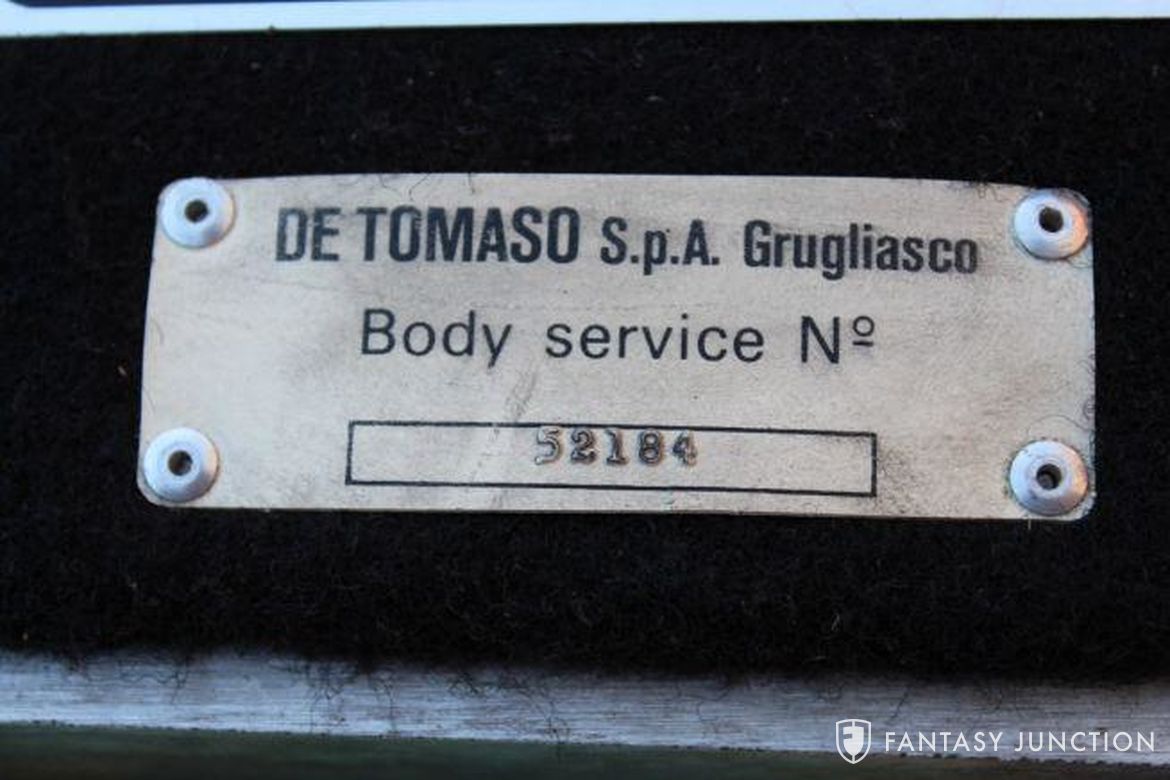 DE TOMASO S.p.A. Grugliasco
Body service Nº
52184
FANTASY JUNCTION